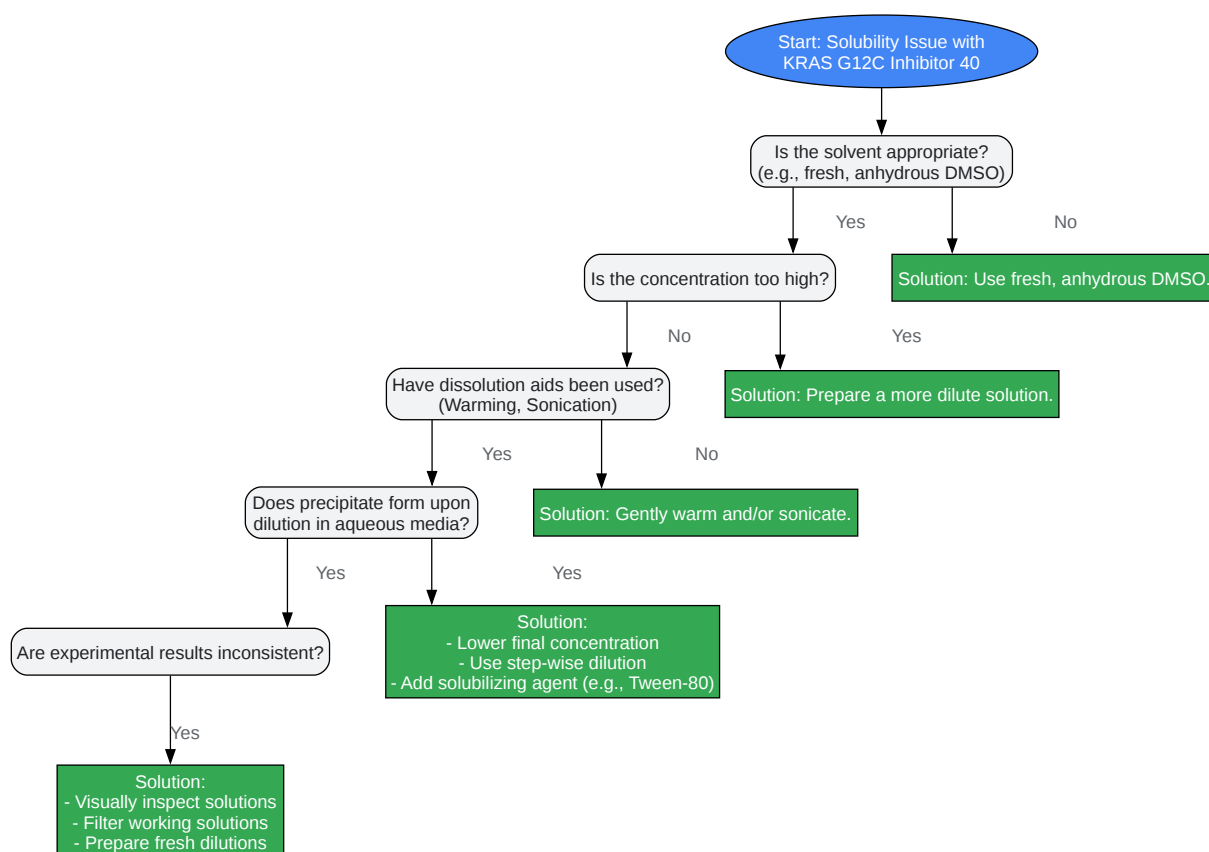 Start: Solubility Issue with
KRAS G12C Inhibitor 40
Is the solvent appropriate?
(e.g., fresh, anhydrous DMSO)
Yes
No
Is the concentration too high?
Solution: Use fresh, anhydrous DMSO.
No
Yes
Have dissolution aids been used?
(Warming, Sonication)
Solution: Prepare a more dilute solution.
Yes
No
Does precipitate form upon
dilution in aqueous media?
Solution: Gently warm and/or sonicate.
Yes
Yes
Are experimental results inconsistent?
Solution:
- Lower final concentration
- Use step-wise dilution
- Add solubilizing agent (e.g., Tween-80)
Yes
Solution:
- Visually inspect solutions
- Filter working solutions
- Prepare fresh dilutions